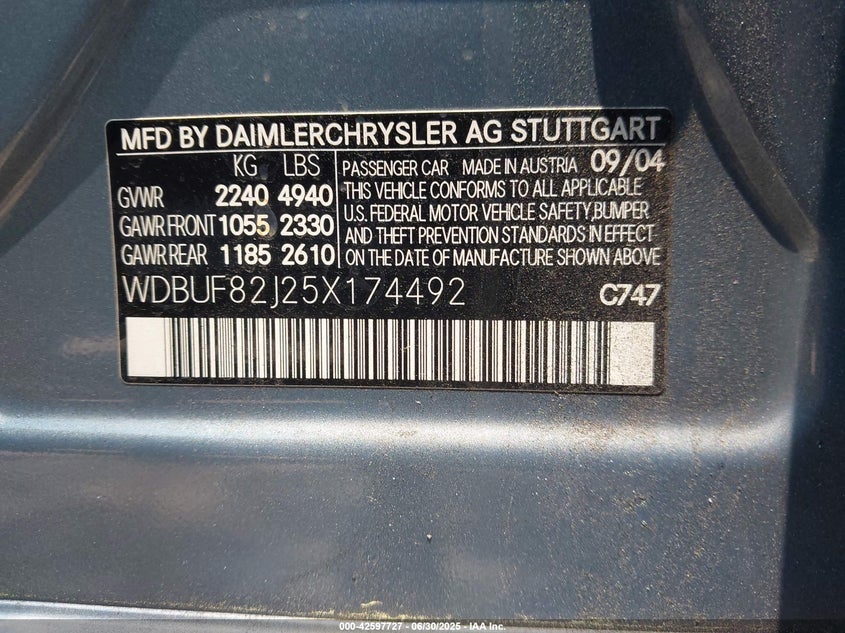 MFD BY DAIMLERCHRYSLER AG STUTTGART
KG LBS
GVWR 2240 4940
GAWR FRONT 1055 2330
GAWR REAR 1185 2610
PASSENGER CAR MADE IN AUSTRIA 09/04
THIS VEHICLE CONFORMS TO ALL APPLICABLE
U.S. FEDERAL MOTOR VEHICLE SAFETY,BUMPER
AND THEFT PREVENTION STANDARDS IN EFFECT
ON THE DATE OF MANUFACTURE SHOWN ABOVE
WDBUF82J25X174492 C747
000-42597727 - 06/30/2025 - IAA Inc.